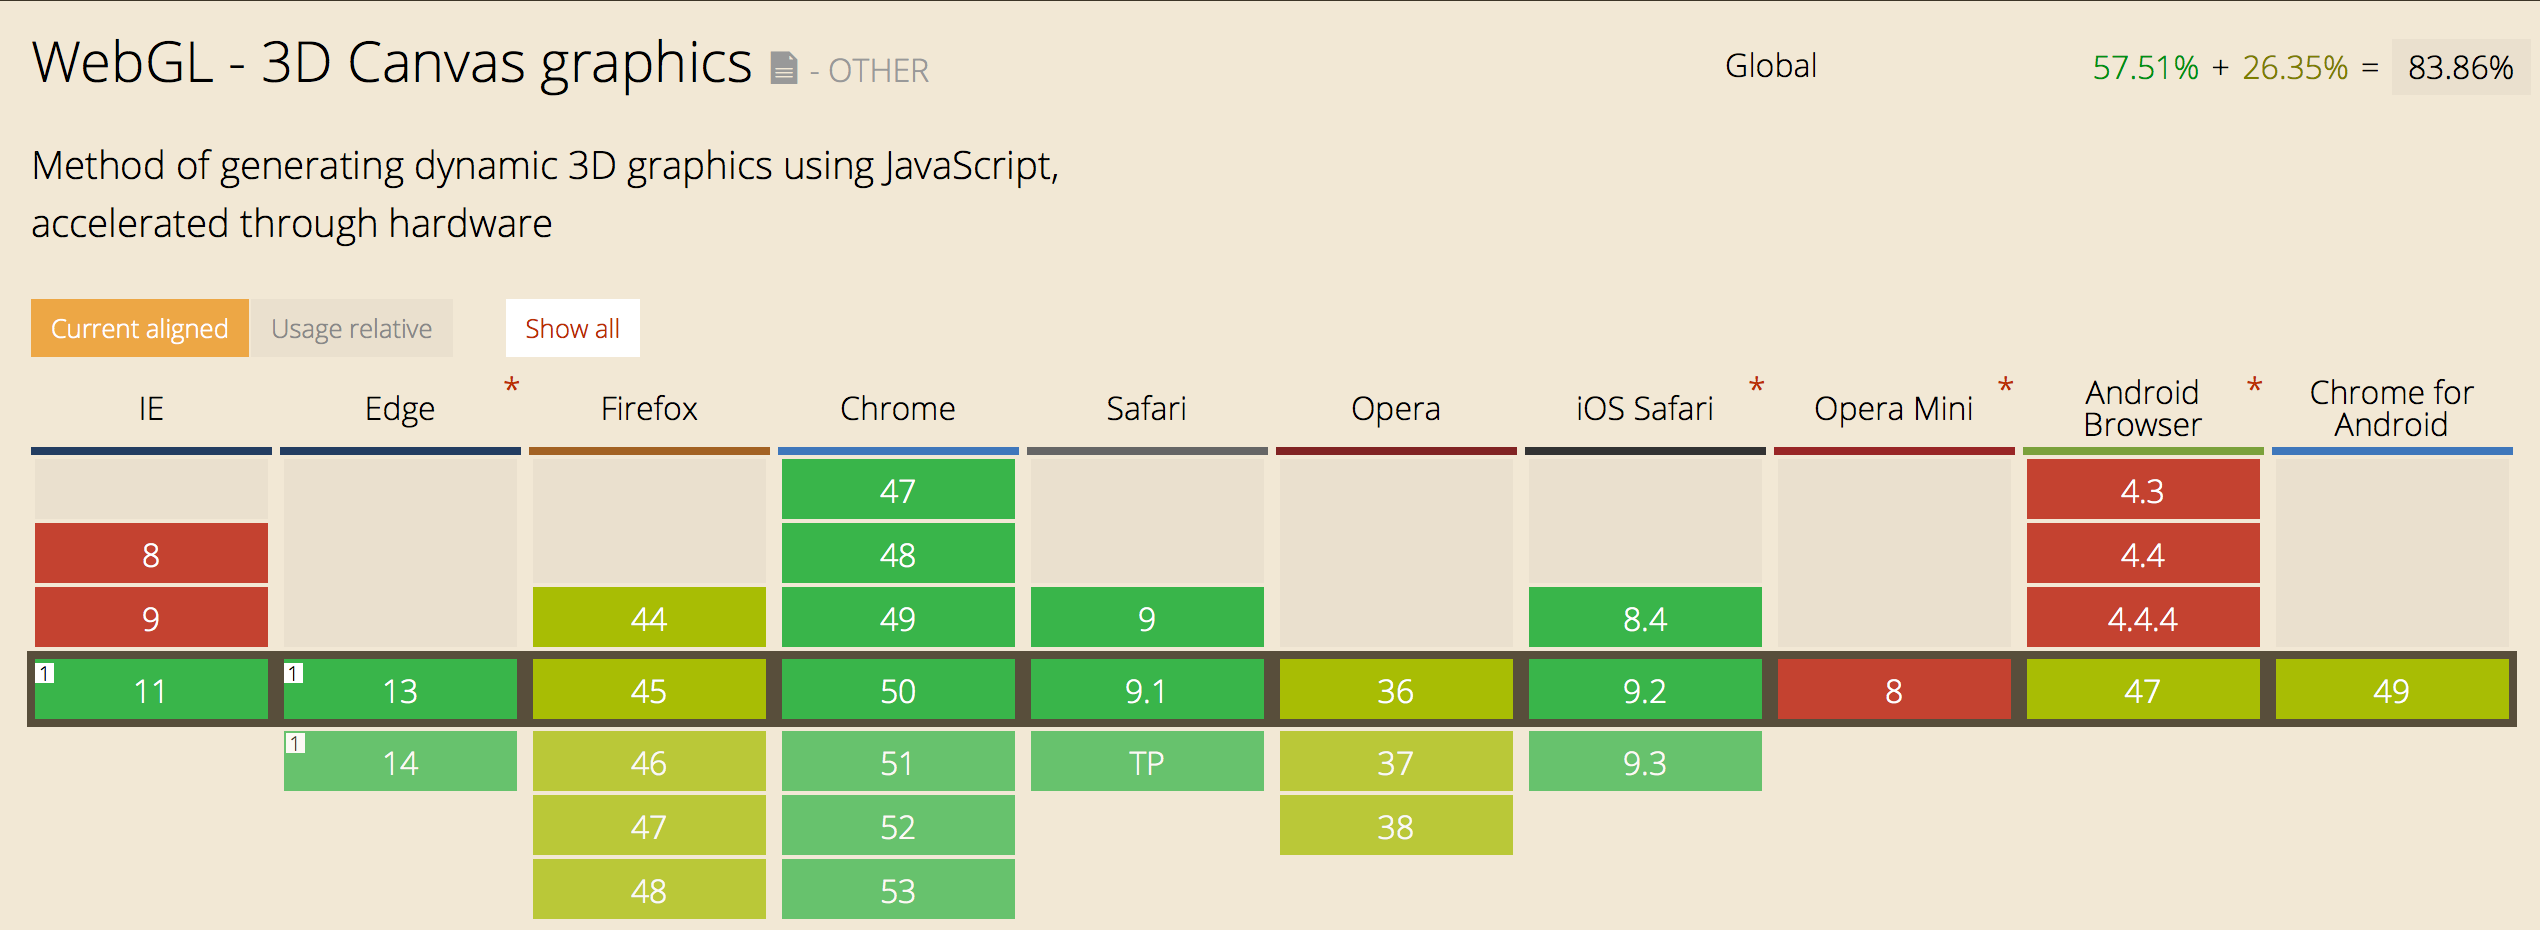 WebGL - 3D Canvas graphics - OTHER
Global 57.51% + 26.35% = 83.86%
Method of generating dynamic 3D graphics using JavaScript,
accelerated through hardware
Current aligned Usage relative Show all
IE Edge * Firefox Chrome Safari Opera iOS Safari * Opera Mini * Android Browser * Chrome for Android
47 4.3
8 48 4.4
9 44 49 9 8.4 4.4.4
1 11 1 13 45 50 9.1 36 9.2 8 47 49
1 14 46 51 TP 37 9.3
47 52 38
48 53